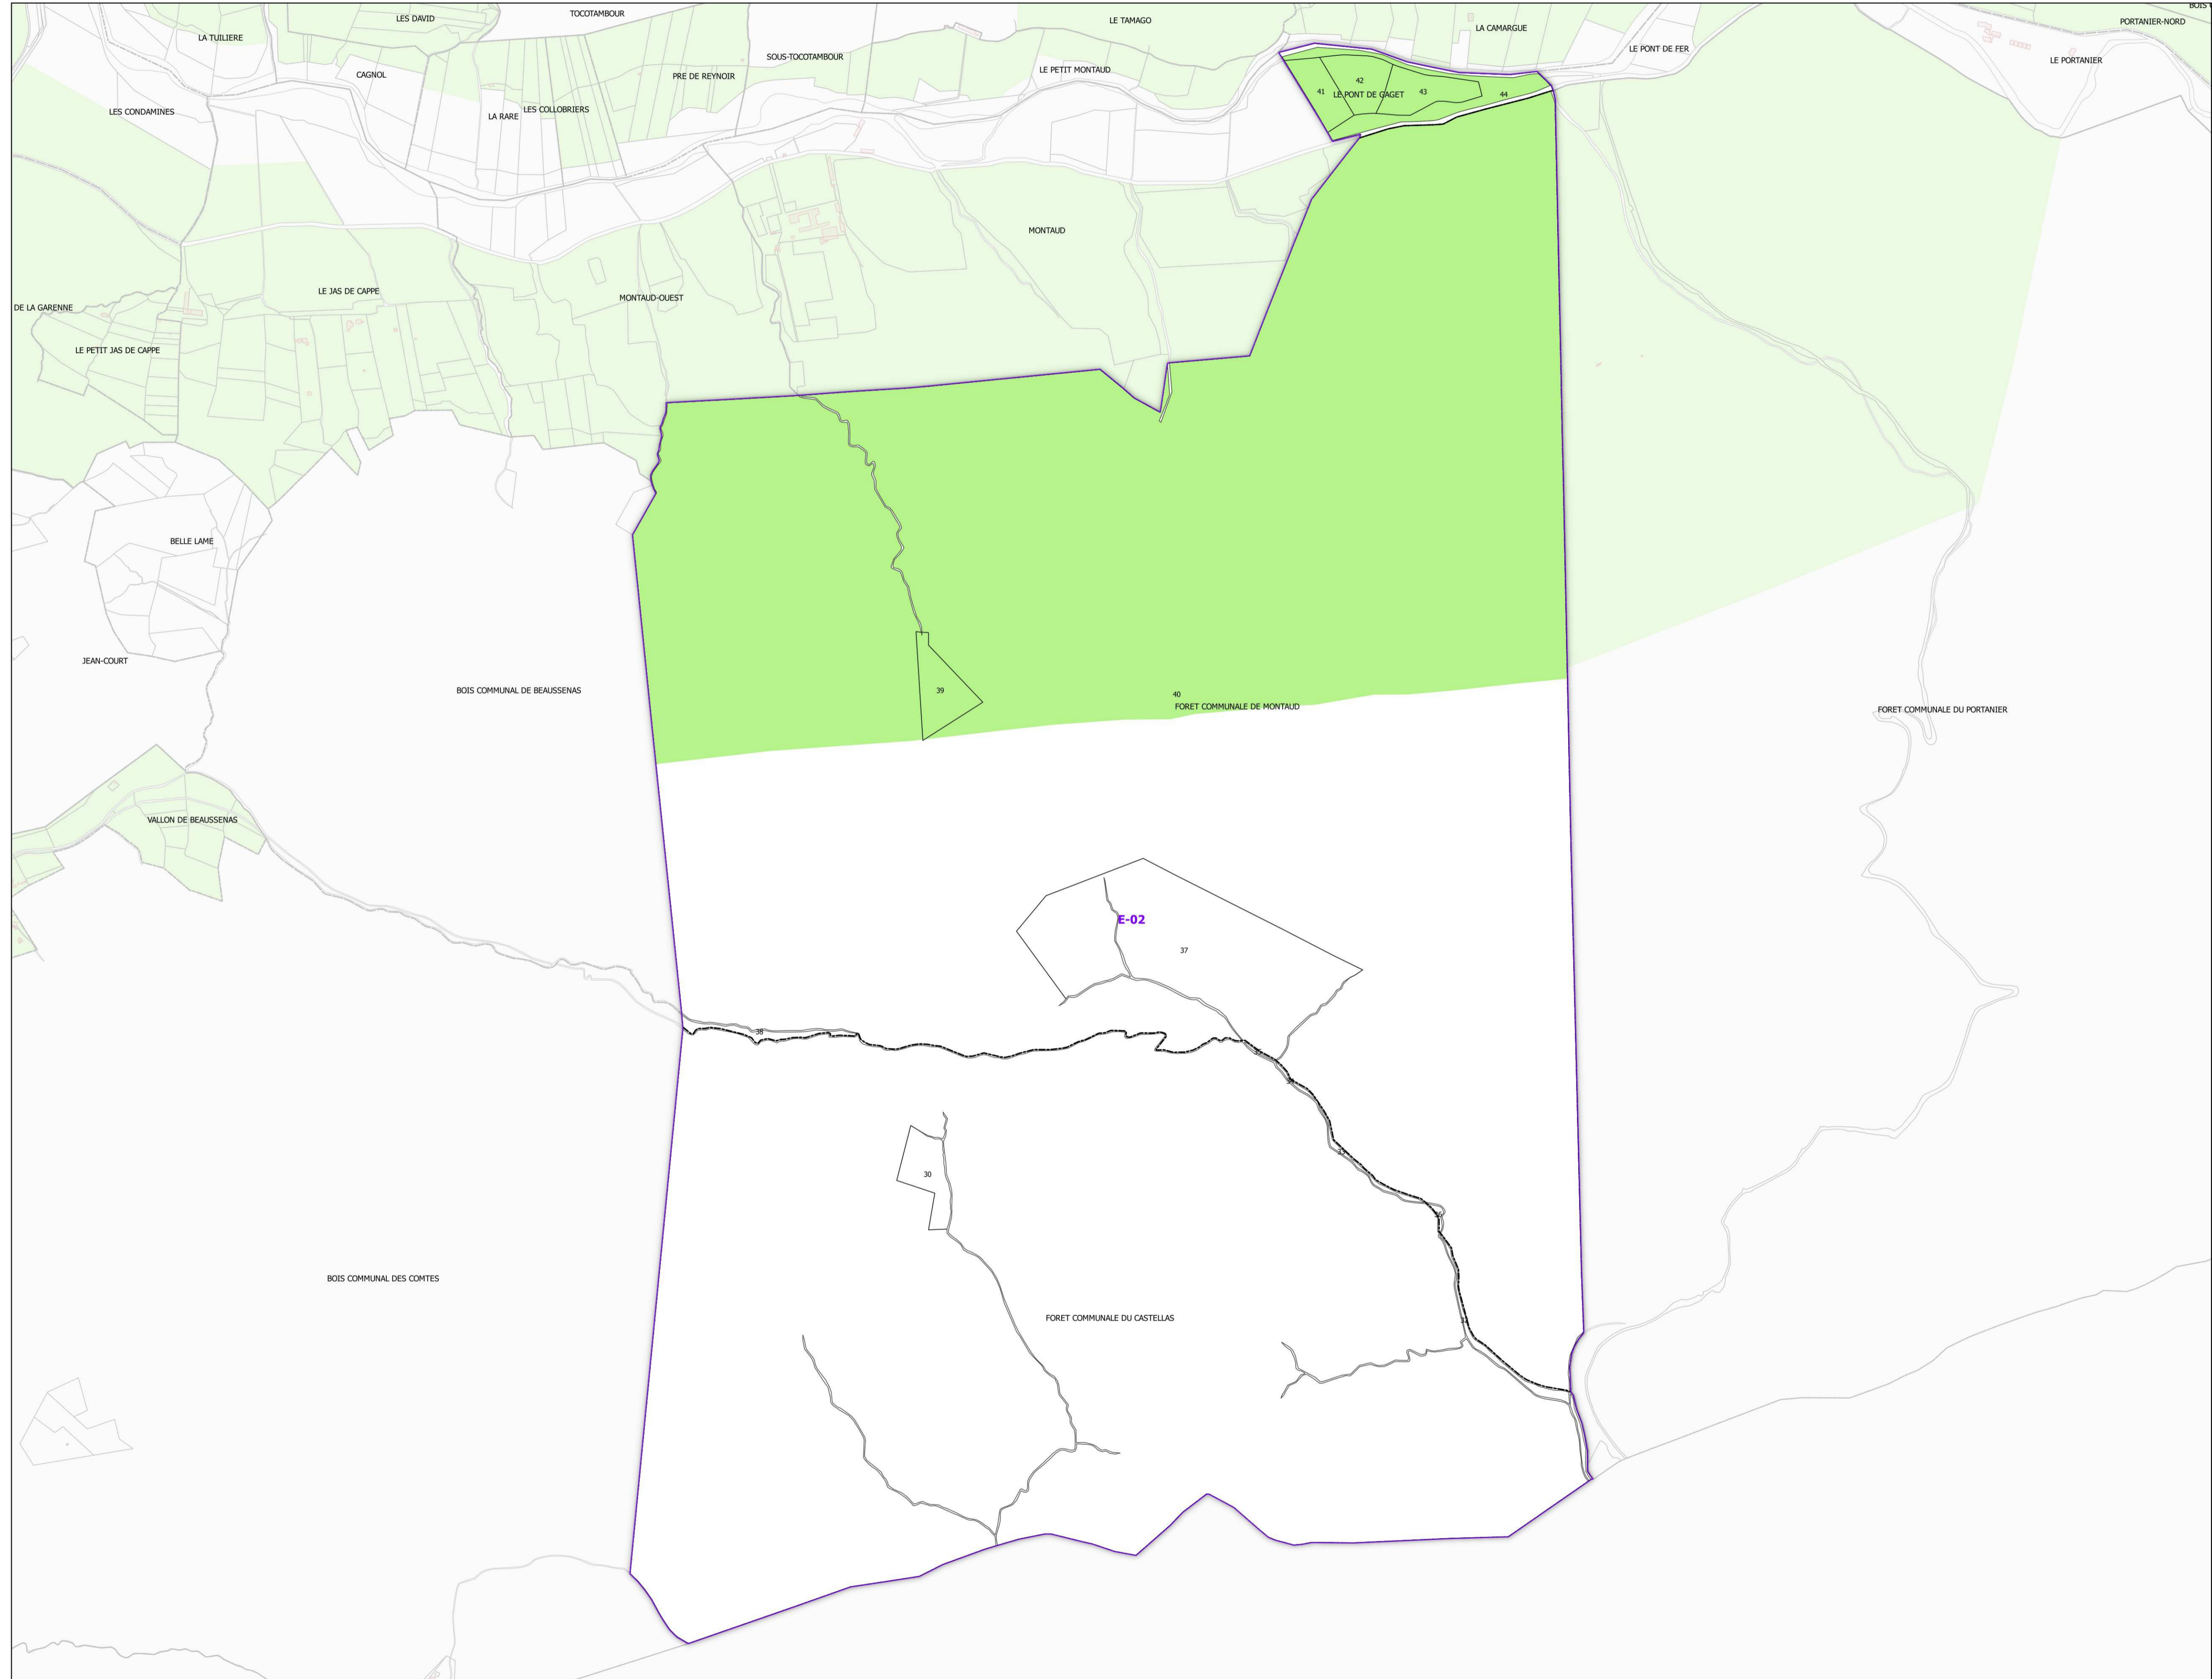 BOIS
LES DAVID
TOCOTAMBOUR
LE TAMAGO
PORTANIER-NORD
LA CAMARGUE
LA TUILIERE
LE PONT DE FER
SOUS-TOCOTAMBOUR
LE PORTANIER
CAGNOL
PRE DE REYNOIR
LE PETIT MONTAUD
42
41
LE PONT DE GAGET
43
44
LES CONDAMINES
LES COLLOBRIERS
LA RARE
MONTAUD
LE JAS DE CAPPE
MONTAUD-OUEST
DE LA GARENNE
LE PETIT JAS DE CAPPE
BELLE LAME
JEAN-COURT
BOIS COMMUNAL DE BEAUSSENAS
39
40
FORET COMMUNALE DE MONTAUD
FORET COMMUNALE DU PORTANIER
VALLON DE BEAUSSENAS
E-02
37
38
30
BOIS COMMUNAL DES COMTES
FORET COMMUNALE DU CASTELLAS